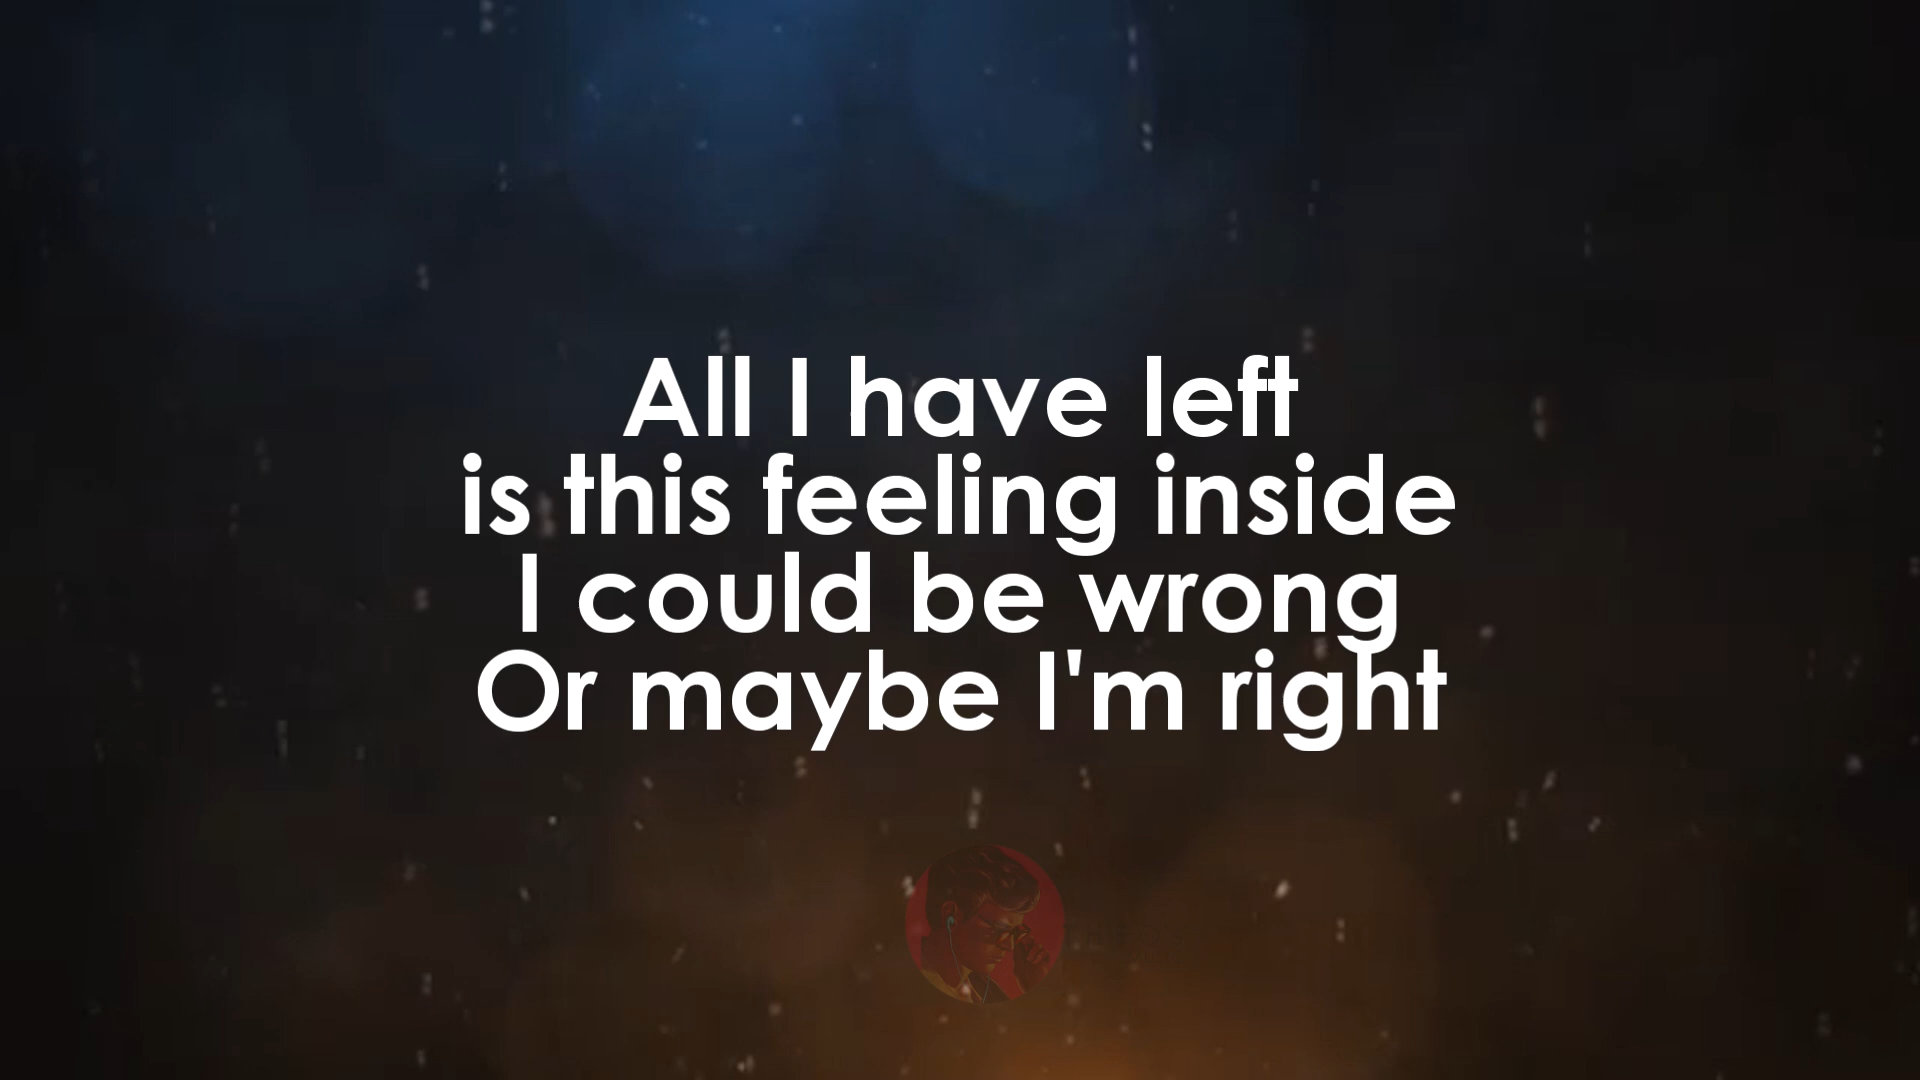 All I have left
is this feeling inside
I could be wrong
Or maybe I'm right